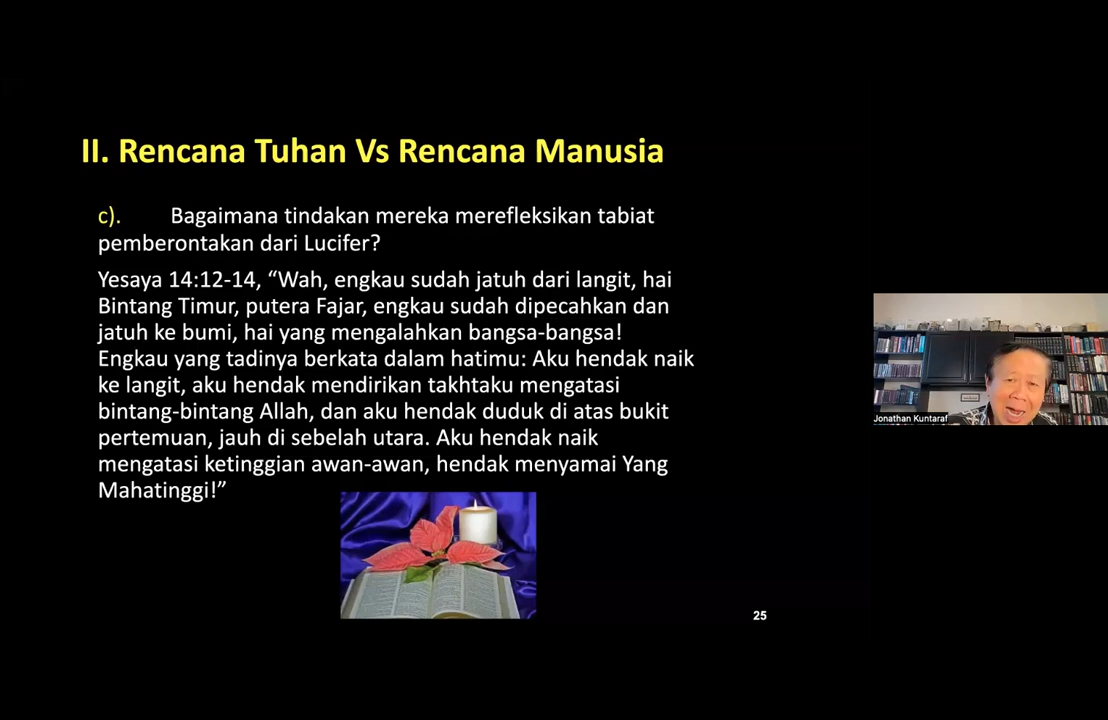 II. Rencana Tuhan Vs Rencana Manusia
c). Bagaimana tindakan mereka merefleksikan tabiat
pemberontakan dari Lucifer?
Yesaya 14:12-14, “Wah, engkau sudah jatuh dari langit, hai
Bintang Timur, putera Fajar, engkau sudah dipecahkan dan
jatuh ke bumi, hai yang mengalahkan bangsa-bangsa!
Engkau yang tadinya berkata dalam hatimu: Aku hendak naik
ke langit, aku hendak mendirikan takhtaku mengatasi
bintang-bintang Allah, dan aku hendak duduk di atas bukit
pertemuan, jauh di sebelah utara. Aku hendak naik
mengatasi ketinggian awan-awan, hendak menyamai Yang
Mahatinggi!”
Jonathan Kuntaraf
25